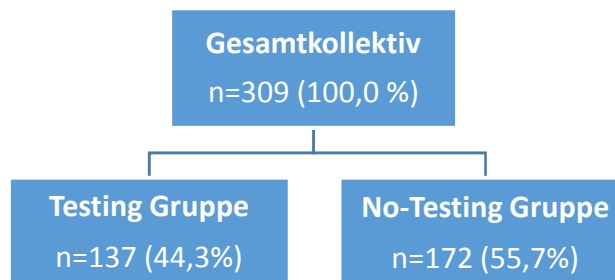 Gesamtkollektiv
n=309 (100,0 %)
Testing Gruppe
n=137 (44,3%)
No-Testing Gruppe
n=172 (55,7%)